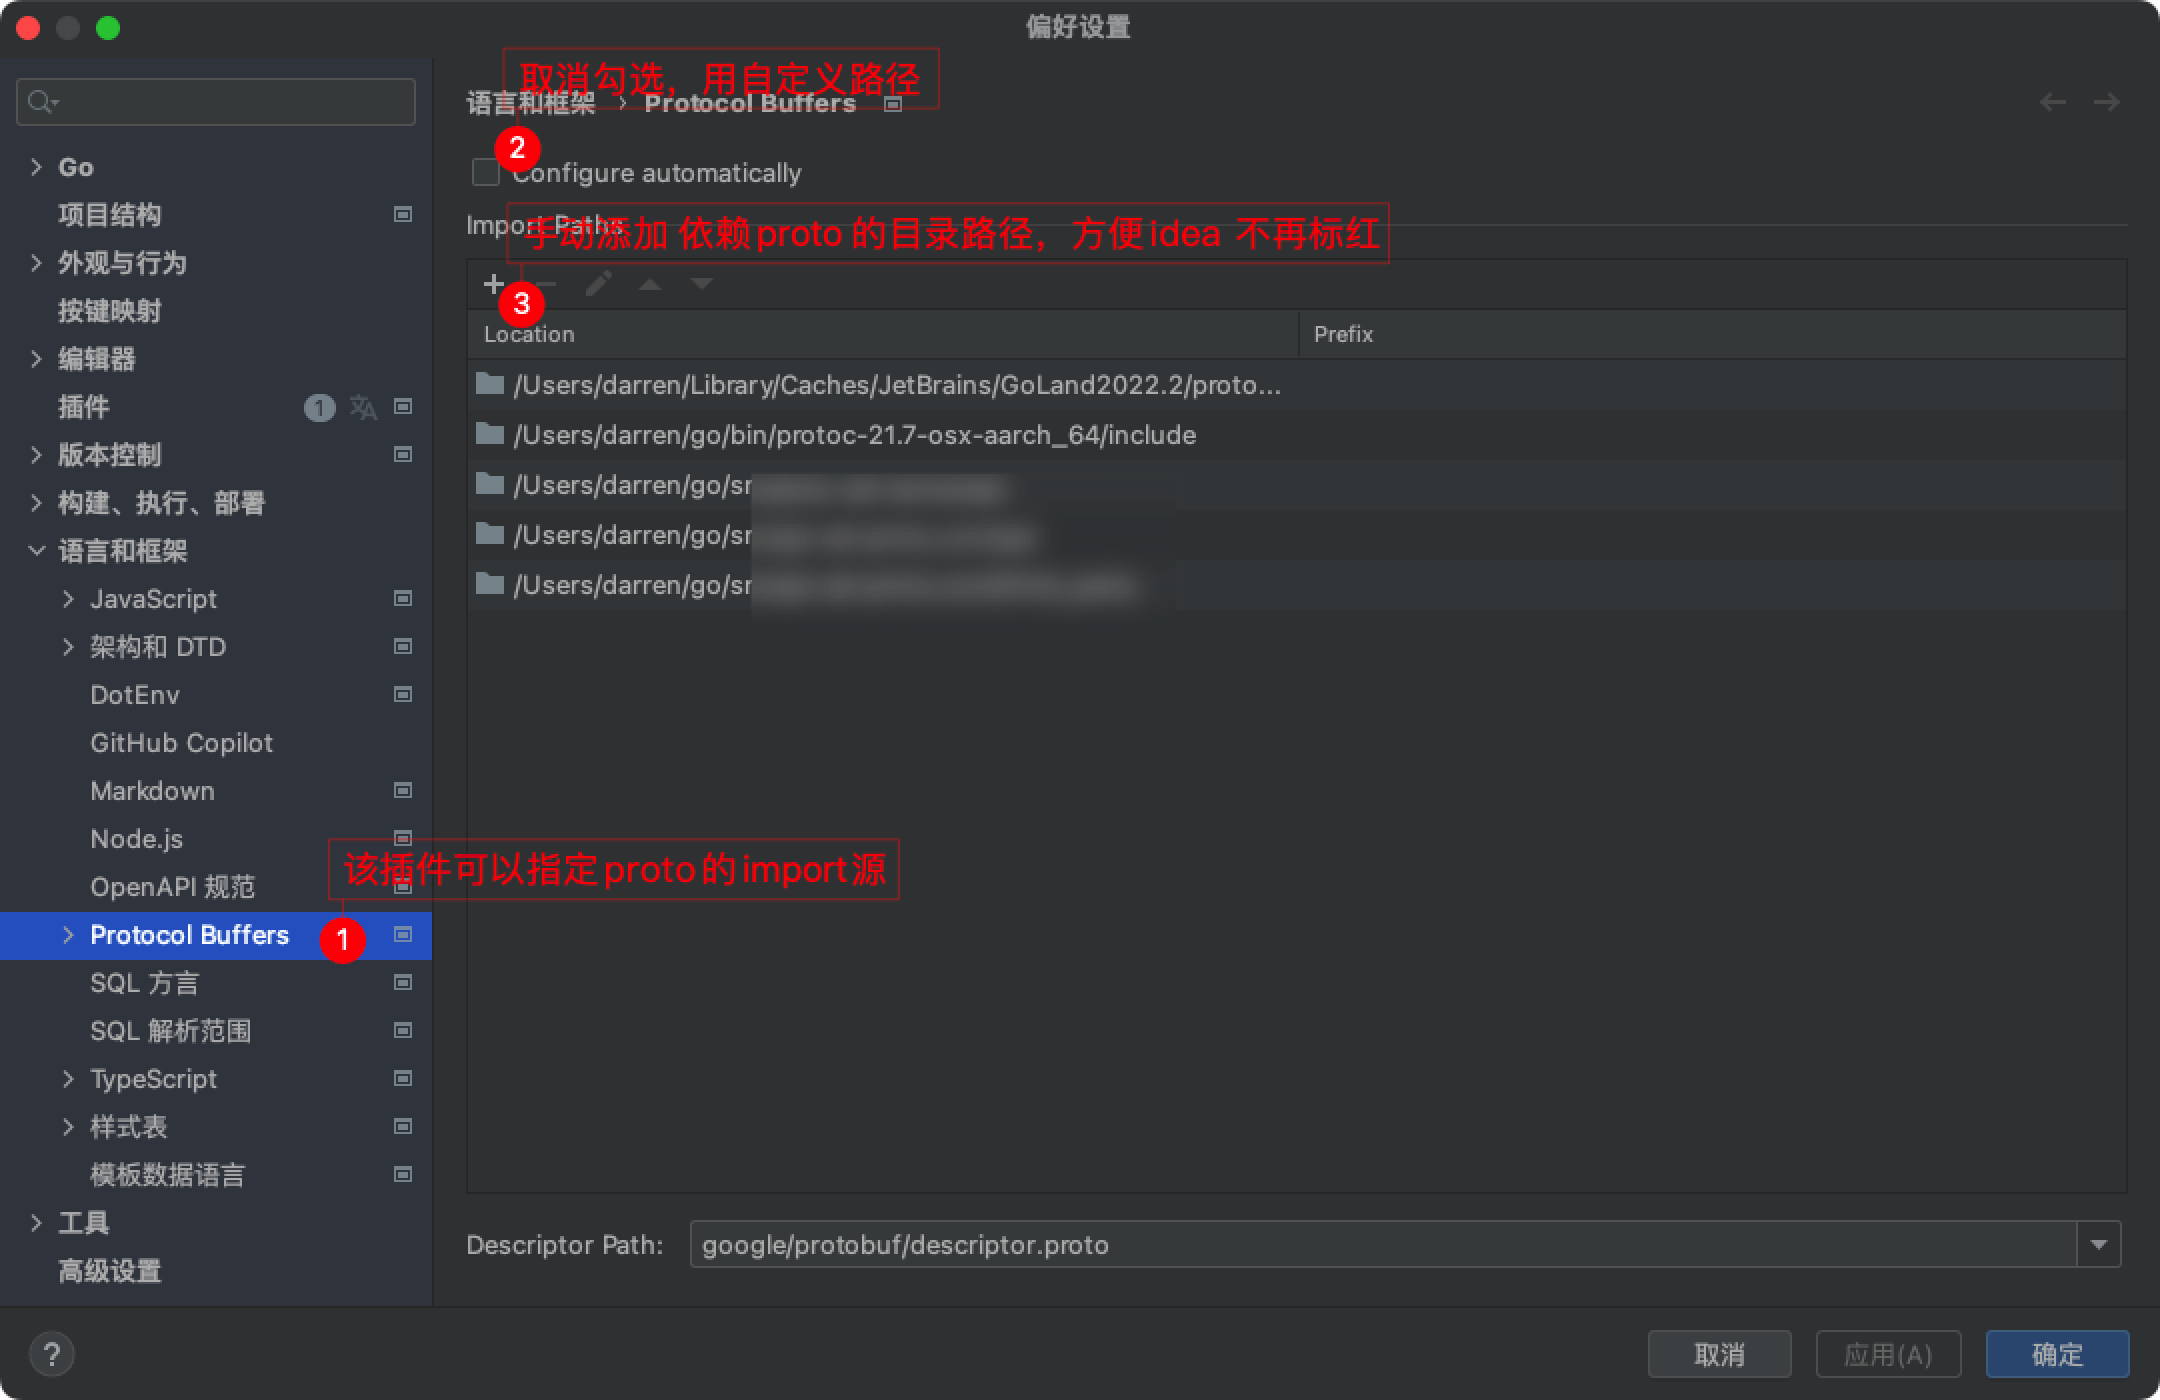 偏好设置
取消勾选，用自定义路径
语言和框架 › Protocol Buffers
2
Configure automatically
Import Paths
手动添加 依赖proto 的目录路径，方便idea 不再标红
3
Location
Prefix
/Users/darren/Library/Caches/JetBrains/GoLand2022.2/proto...
/Users/darren/go/bin/protoc-21.7-osx-aarch_64/include
/Users/darren/go/sr
/Users/darren/go/sr
/Users/darren/go/sr
Go
项目结构
外观与行为
按键映射
编辑器
插件 1
版本控制
构建、执行、部署
语言和框架
JavaScript
架构和 DTD
DotEnv
GitHub Copilot
Markdown
Node.js
该插件可以指定proto的import源
OpenAPI 规范
Protocol Buffers
1
SQL 方言
SQL 解析范围
TypeScript
样式表
模板数据语言
工具
高级设置
Descriptor Path: google/protobuf/descriptor.proto
?
取消
应用(A)
确定